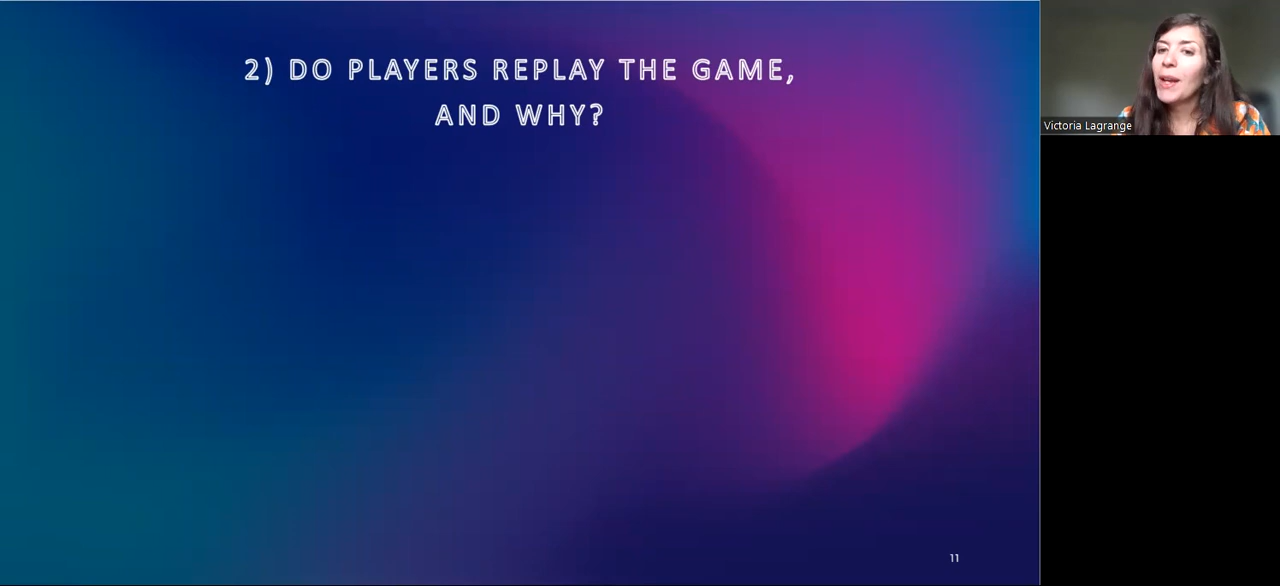 2) DO PLAYERS REPLAY THE GAME,
AND WHY?
Victoria Lagrange
11